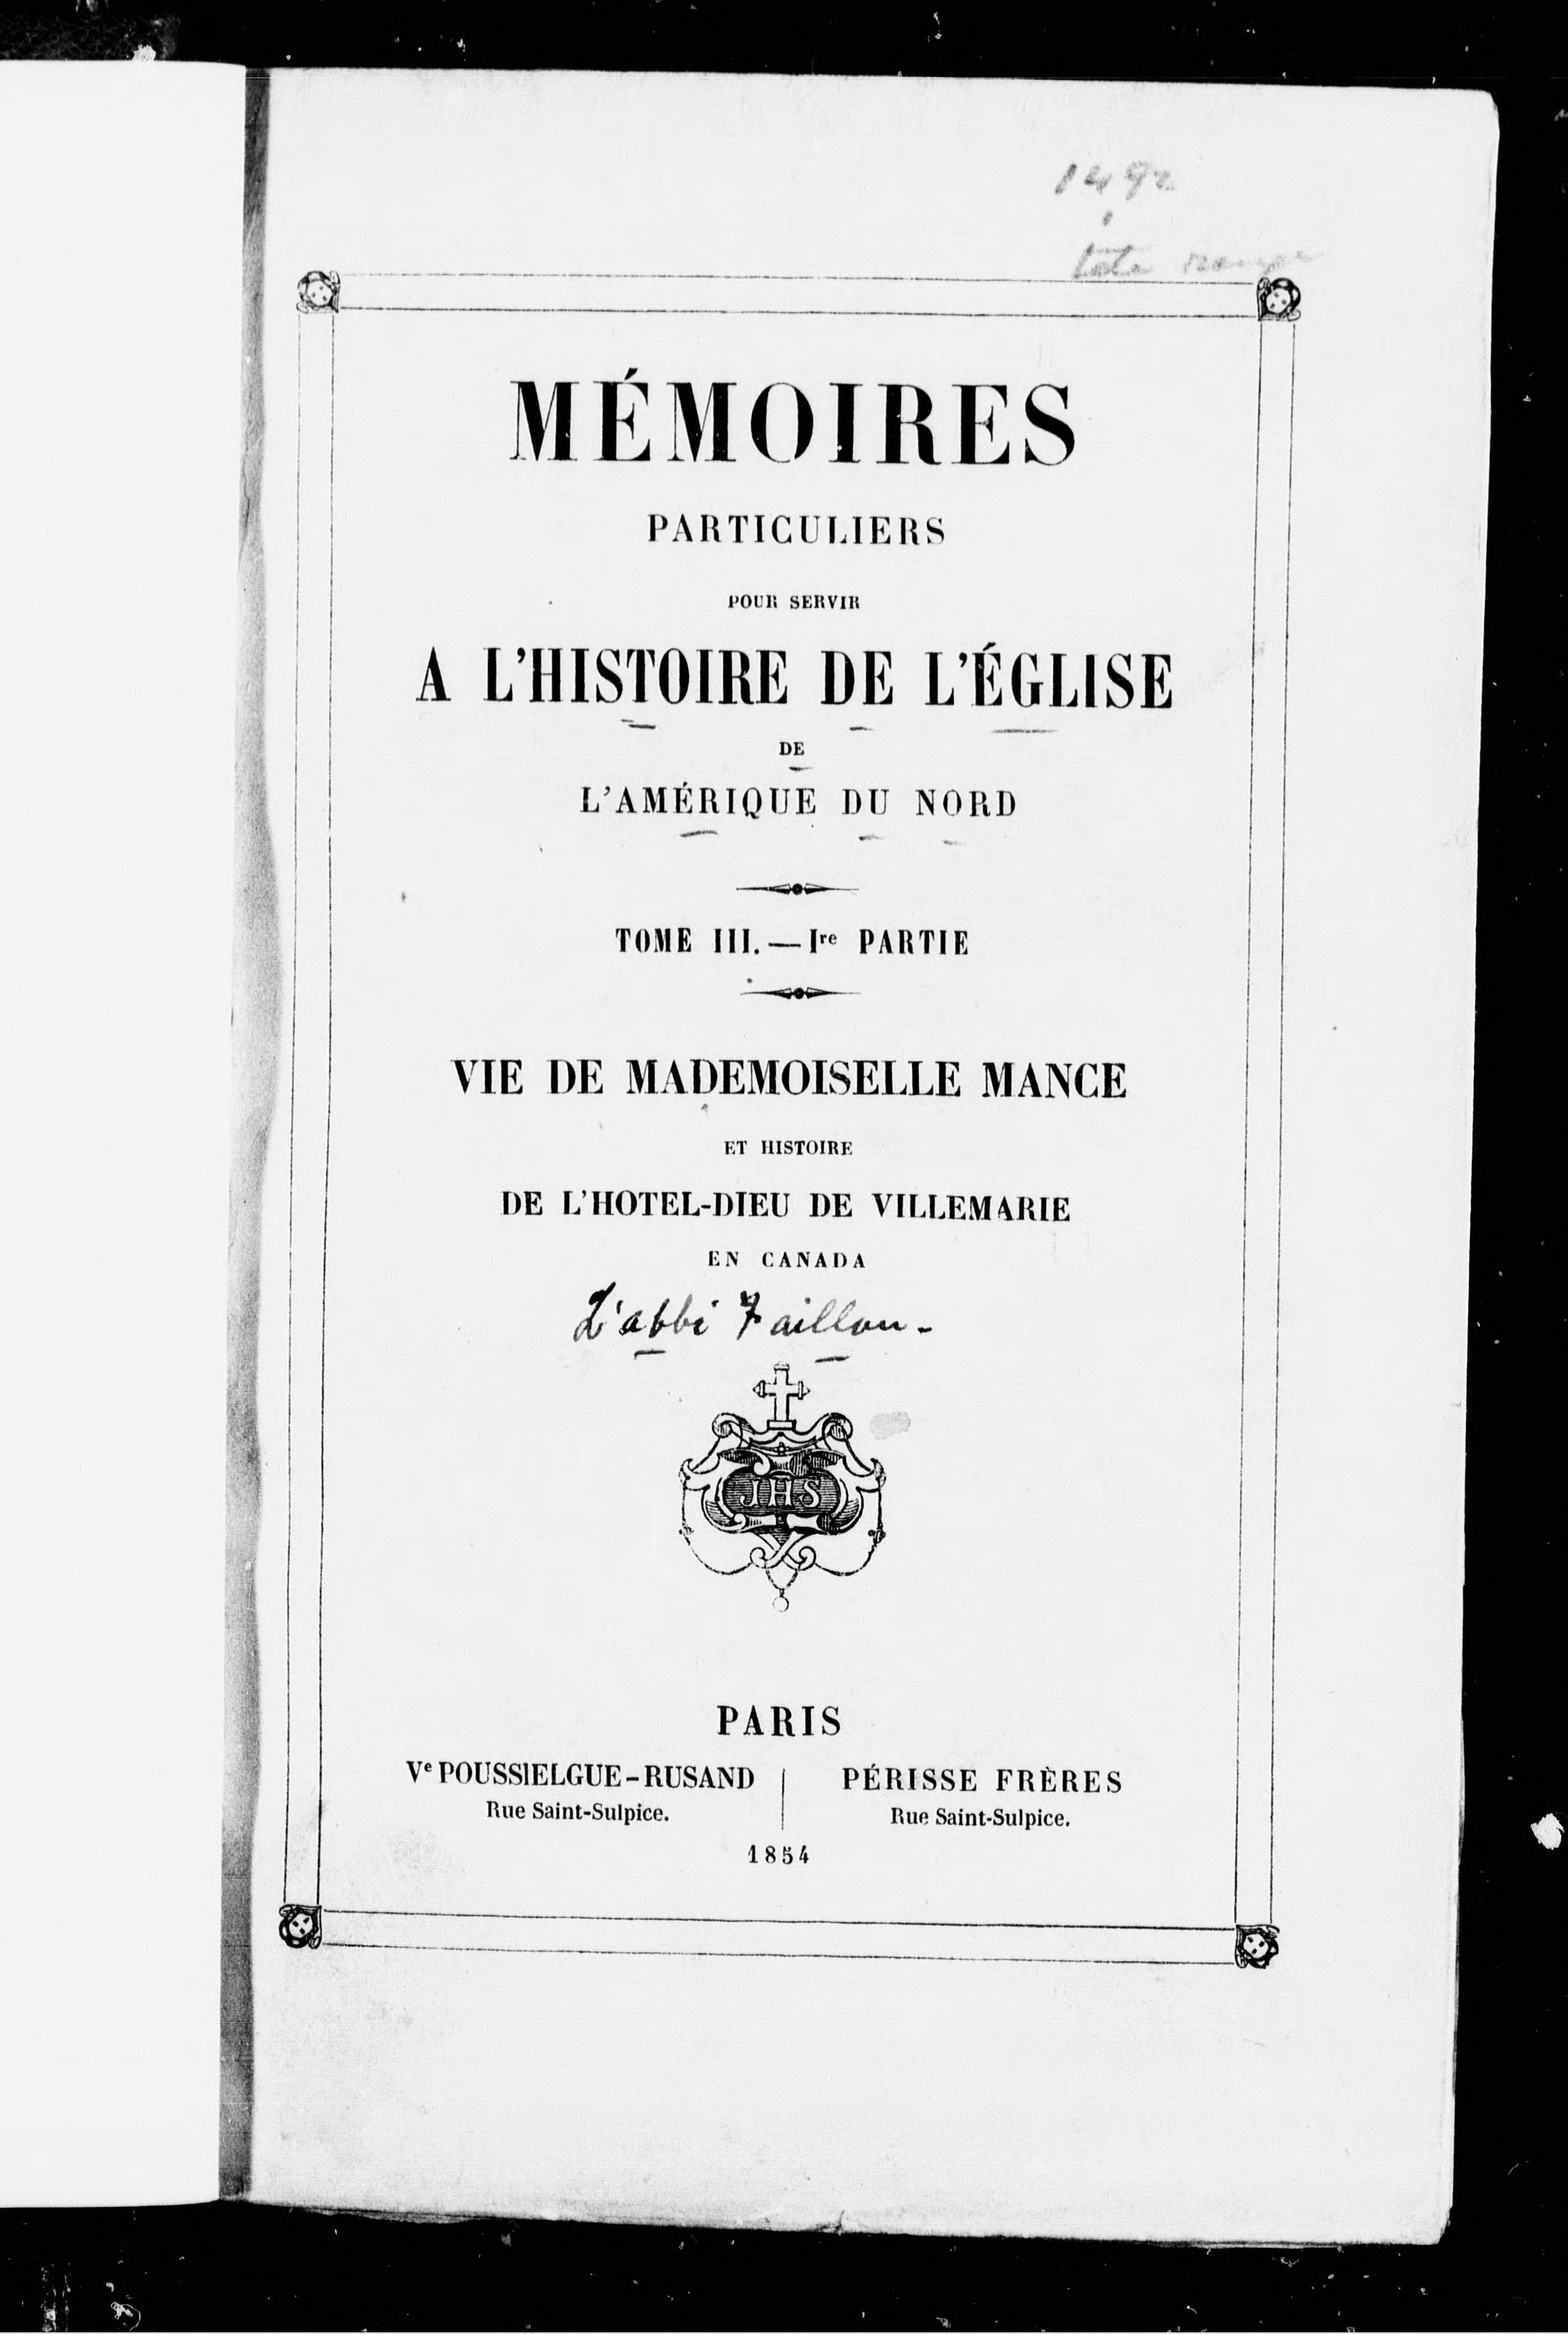 MÉMOIRES
PARTICULIERS
POUR SERVIR
A L'HISTOIRE DE L'ÉGLISE
DE
L'AMÉRIQUE DU NORD
TOME III. — Ire PARTIE
VIE DE MADEMOISELLE MANCE
ET HISTOIRE
DE L'HOTEL-DIEU DE VILLEMARIE
EN CANADA
L'abbé Faillon -
JHS
PARIS
Ve POUSSIELGUE-RUSAND
Rue Saint-Sulpice.
PÉRISSE FRÈRES
Rue Saint-Sulpice.
1854